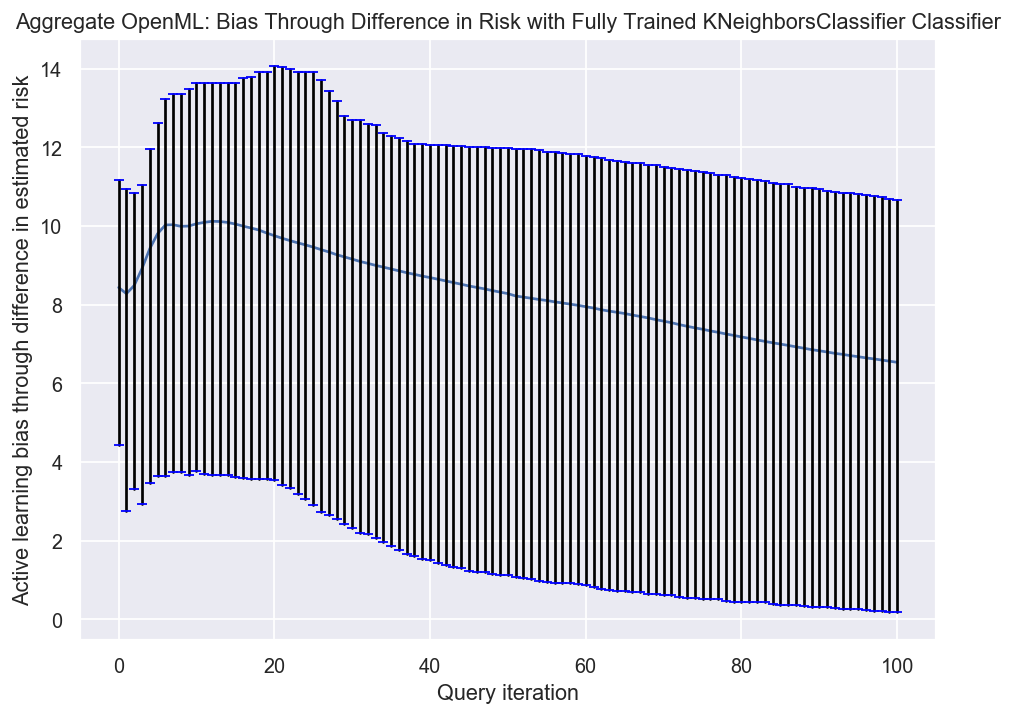 Aggregate OpenML: Bias Through Difference in Risk with Fully Trained KNeighborsClassifier Classifier
Active learning bias through difference in estimated risk
14
12
10
8
6
4
2
0
0 20 40 60 80 100
Query iteration